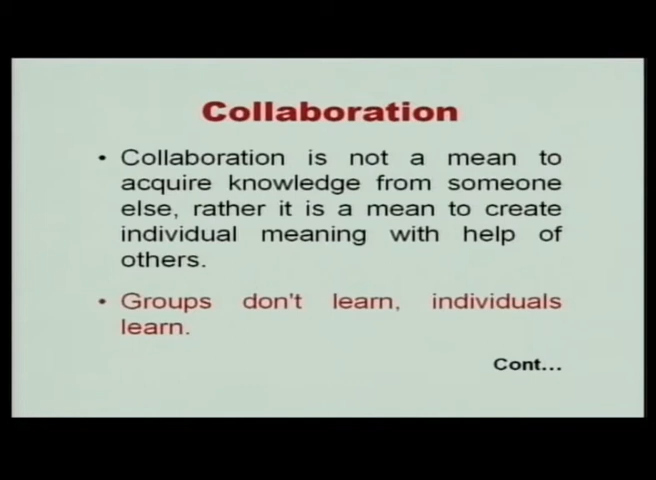 Collaboration
• Collaboration is not a mean to
acquire knowledge from someone
else, rather it is a mean to create
individual meaning with help of
others.
• Groups don't learn, individuals
learn.
Cont...